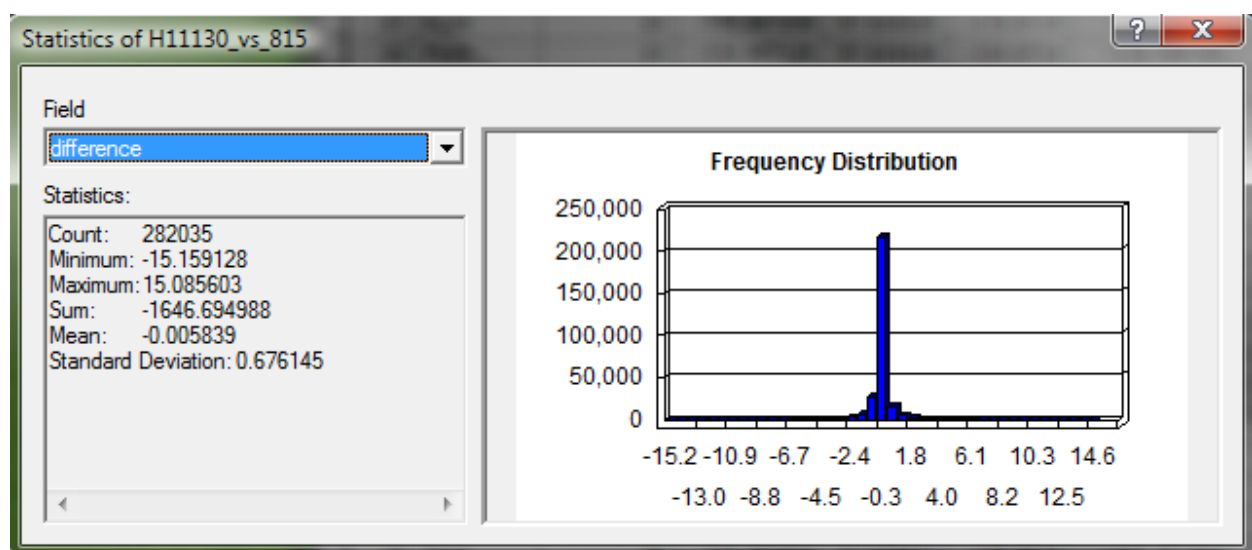 Statistics of H11130_vs_815
Field
difference
Statistics:
Count: 282035
Minimum: -15.159128
Maximum: 15.085603
Sum: -1646.694988
Mean: -0.005839
Standard Deviation: 0.676145
Frequency Distribution
250,000
200,000
150,000
100,000
50,000
0
-15.2 -10.9 -6.7 -2.4 1.8 6.1 10.3 14.6
-13.0 -8.8 -4.5 -0.3 4.0 8.2 12.5